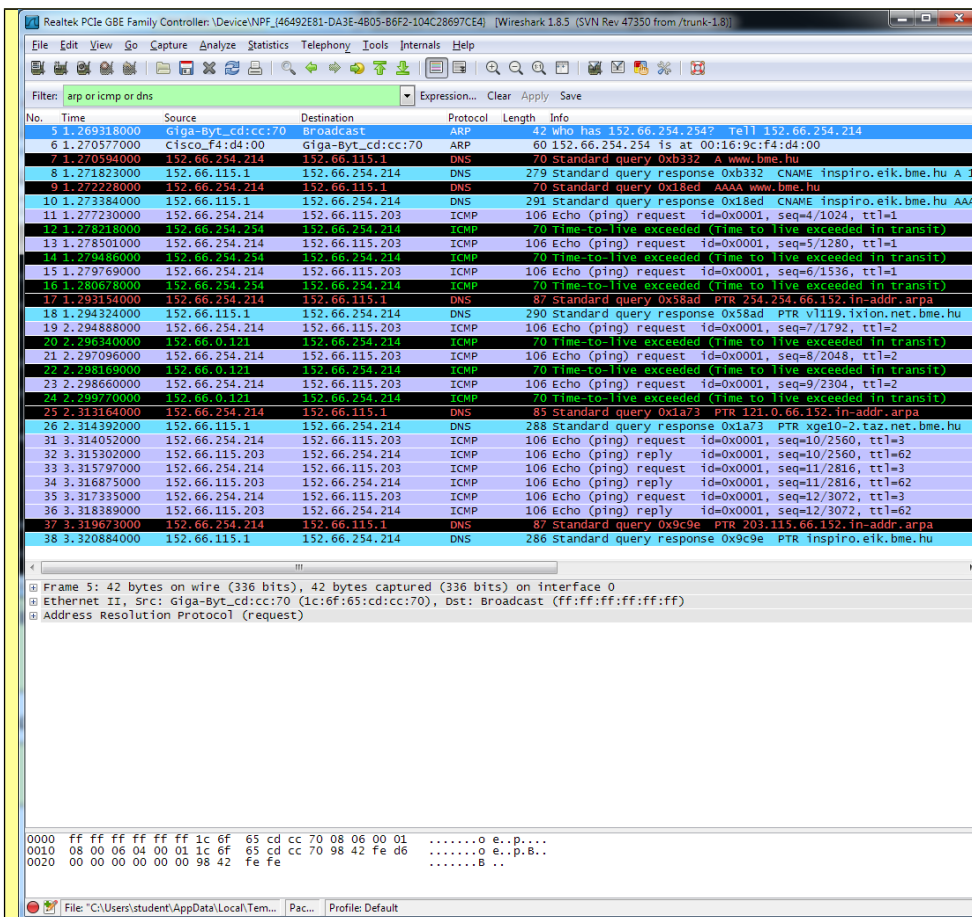 Realtek PCIe GBE Family Controller: \Device\NPF_{46492E81-DA3E-4B05-B6F2-104C28697CE4} [Wireshark 1.8.5 (SVN Rev 47350 from /trunk-1.8)]
File Edit View Go Capture Analyze Statistics Telephony Tools Internals Help
Filter: arp or icmp or dns Expression... Clear Apply Save
No. Time Source Destination Protocol Length Info
5 1.269318000 Giga-Byt_cd:cc:70 Broadcast ARP 42 Who has 152.66.254.254? Tell 152.66.254.214
6 1.270577000 Cisco_f4:d4:00 Giga-Byt_cd:cc:70 ARP 60 152.66.254.254 is at 00:16:9c:f4:d4:00
7 1.270594000 152.66.254.214 152.66.115.1 DNS 70 Standard query 0xb332 A www.bme.hu
8 1.271823000 152.66.115.1 152.66.254.214 DNS 279 Standard query response 0xb332 CNAME inspiro.eik.bme.hu A 1
9 1.272228000 152.66.254.214 152.66.115.1 DNS 70 Standard query 0x18ed AAAA www.bme.hu
10 1.273384000 152.66.115.1 152.66.254.214 DNS 291 Standard query response 0x18ed CNAME inspiro.eik.bme.hu AAA
11 1.277230000 152.66.254.214 152.66.115.203 ICMP 106 Echo (ping) request id=0x0001, seq=4/1024, ttl=1
12 1.278218000 152.66.254.254 152.66.254.214 ICMP 70 Time-to-live exceeded (Time to live exceeded in transit)
13 1.278501000 152.66.254.214 152.66.115.203 ICMP 106 Echo (ping) request id=0x0001, seq=5/1280, ttl=1
14 1.279486000 152.66.254.254 152.66.254.214 ICMP 70 Time-to-live exceeded (Time to live exceeded in transit)
15 1.279769000 152.66.254.214 152.66.115.203 ICMP 106 Echo (ping) request id=0x0001, seq=6/1536, ttl=1
16 1.280678000 152.66.254.254 152.66.254.214 ICMP 70 Time-to-live exceeded (Time to live exceeded in transit)
17 1.293154000 152.66.254.214 152.66.115.1 DNS 87 Standard query 0x58ad PTR 254.254.66.152.in-addr.arpa
18 1.294324000 152.66.115.1 152.66.254.214 DNS 290 Standard query response 0x58ad PTR vl119.ixion.net.bme.hu
19 2.294888000 152.66.254.214 152.66.115.203 ICMP 106 Echo (ping) request id=0x0001, seq=7/1792, ttl=2
20 2.296340000 152.66.0.121 152.66.254.214 ICMP 70 Time-to-live exceeded (Time to live exceeded in transit)
21 2.297096000 152.66.254.214 152.66.115.203 ICMP 106 Echo (ping) request id=0x0001, seq=8/2048, ttl=2
22 2.298169000 152.66.0.121 152.66.254.214 ICMP 70 Time-to-live exceeded (Time to live exceeded in transit)
23 2.298660000 152.66.254.214 152.66.115.203 ICMP 106 Echo (ping) request id=0x0001, seq=9/2304, ttl=2
24 2.299770000 152.66.0.121 152.66.254.214 ICMP 70 Time-to-live exceeded (Time to live exceeded in transit)
25 2.313164000 152.66.254.214 152.66.115.1 DNS 85 Standard query 0x1a73 PTR 121.0.66.152.in-addr.arpa
26 2.314392000 152.66.115.1 152.66.254.214 DNS 288 Standard query response 0x1a73 PTR xge10-2.taz.net.bme.hu
31 3.314052000 152.66.254.214 152.66.115.203 ICMP 106 Echo (ping) request id=0x0001, seq=10/2560, ttl=3
32 3.315302000 152.66.115.203 152.66.254.214 ICMP 106 Echo (ping) reply id=0x0001, seq=10/2560, ttl=62
33 3.315797000 152.66.254.214 152.66.115.203 ICMP 106 Echo (ping) request id=0x0001, seq=11/2816, ttl=3
34 3.316875000 152.66.115.203 152.66.254.214 ICMP 106 Echo (ping) reply id=0x0001, seq=11/2816, ttl=62
35 3.317335000 152.66.254.214 152.66.115.203 ICMP 106 Echo (ping) request id=0x0001, seq=12/3072, ttl=3
36 3.318389000 152.66.115.203 152.66.254.214 ICMP 106 Echo (ping) reply id=0x0001, seq=12/3072, ttl=62
37 3.319673000 152.66.254.214 152.66.115.1 DNS 87 Standard query 0x9c9e PTR 203.115.66.152.in-addr.arpa
38 3.320884000 152.66.115.1 152.66.254.214 DNS 286 Standard query response 0x9c9e PTR inspiro.eik.bme.hu
Frame 5: 42 bytes on wire (336 bits), 42 bytes captured (336 bits) on interface 0
Ethernet II, Src: Giga-Byt_cd:cc:70 (1c:6f:65:cd:cc:70), Dst: Broadcast (ff:ff:ff:ff:ff:ff)
Address Resolution Protocol (request)
0000 ff ff ff ff ff ff 1c 6f 65 cd cc 70 08 06 00 01 .......o e..p....
0010 08 00 06 04 00 01 1c 6f 65 cd cc 70 98 42 fe d6 .......o e..p.B..
0020 00 00 00 00 00 00 98 42 fe fe .......B ..
File: "C:\Users\student\AppData\Local\Tem... Pac... Profile: Default